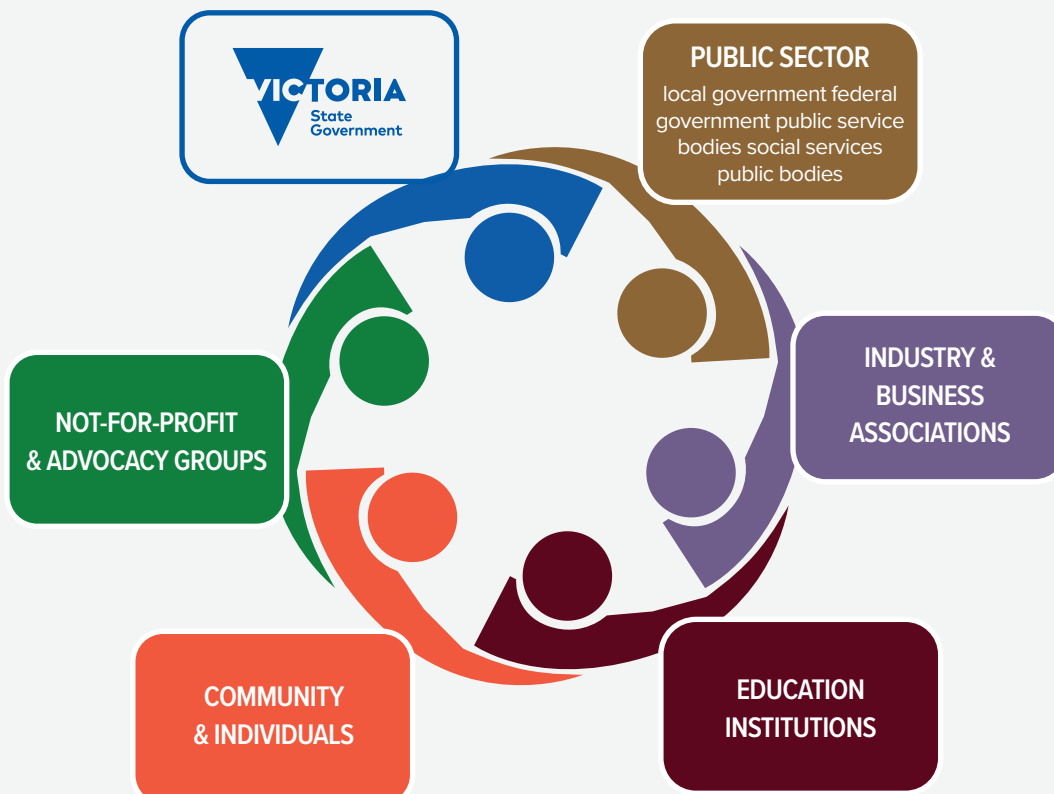 VICTORIA
State
Government
PUBLIC SECTOR
local government federal
government public service
bodies social services
public bodies
INDUSTRY &
BUSINESS
ASSOCIATIONS
NOT-FOR-PROFIT
& ADVOCACY GROUPS
COMMUNITY
& INDIVIDUALS
EDUCATION
INSTITUTIONS